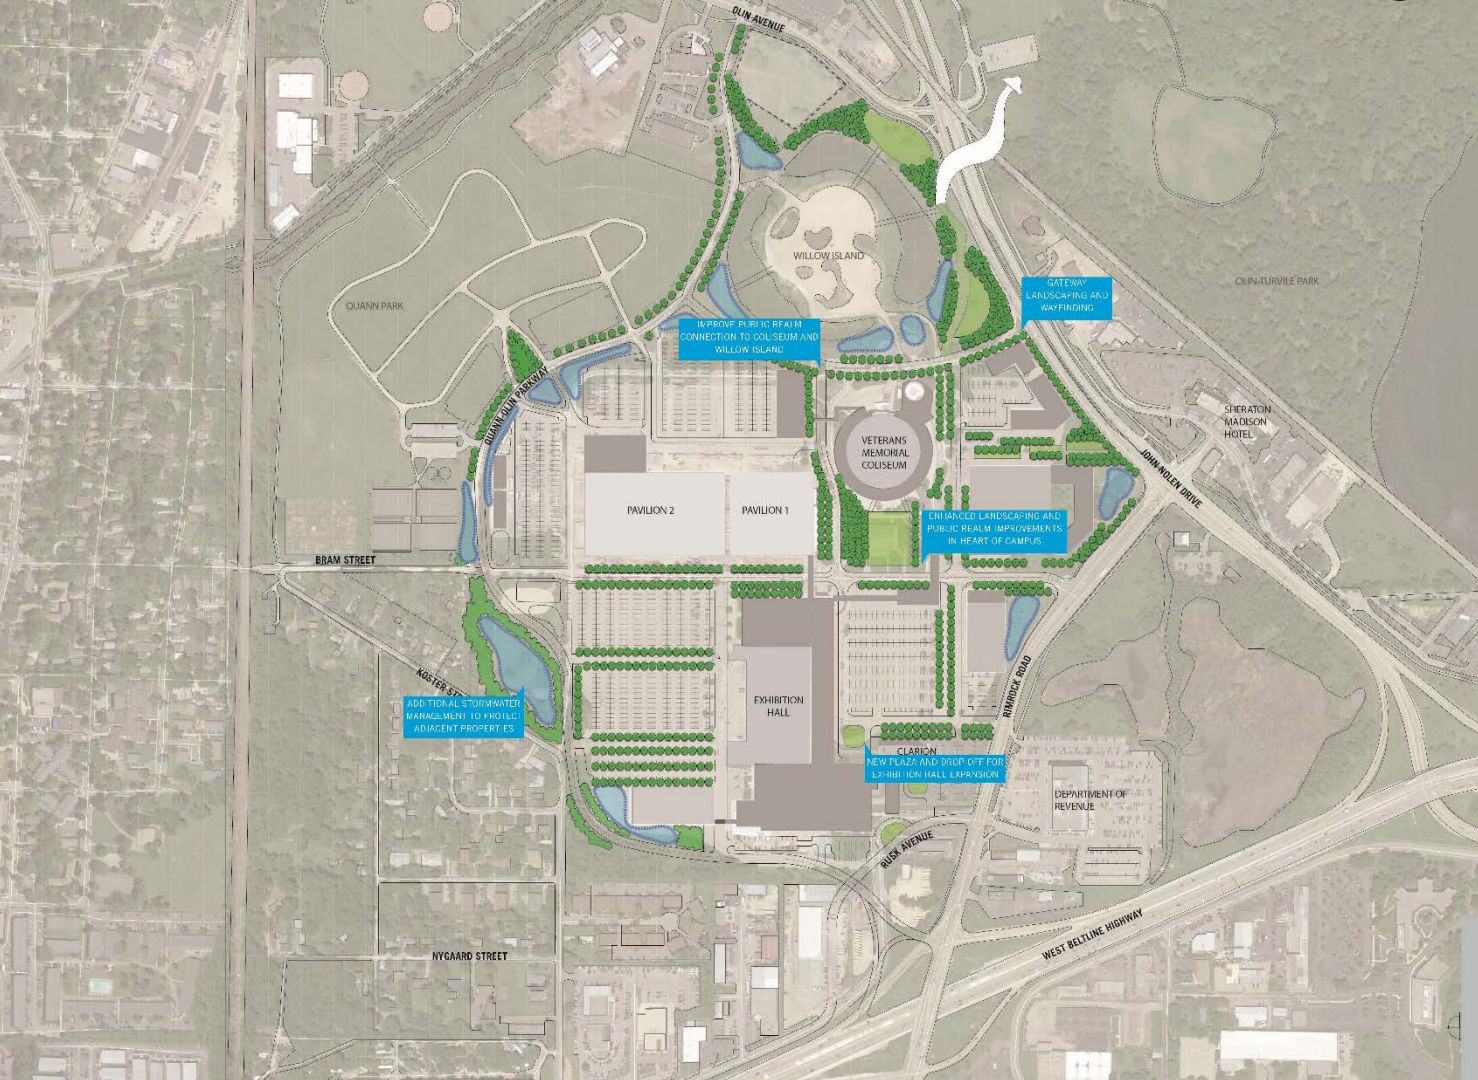 OLIN AVENUE
WILLOW ISLAND
OLIN-TURVILE PARK
GATEWAY
LANDSCAPING AND
WAYFINDING
QUANN PARK
IMPROVE PUBLIC REALM
CONNECTION TO COLISEUM AND
WILLOW ISLAND
QUANN-OLIN PARKWAY
SHERATON
MADISON
HOTEL
VETERANS
MEMORIAL
COLISEUM
JOHN NOLEN DRIVE
PAVILION 2
PAVILION 1
ENHANCED LANDSCAPING AND
PUBLIC REALM IMPROVEMENTS
IN HEART OF CAMPUS
BRAM STREET
KOSTER
ADDITIONAL STORMWATER
MANAGEMENT TO PROTECT
ADJACENT PROPERTIES
RIMROCK ROAD
EXHIBITION
HALL
CLARION
NEW PLAZA AND DROP OFF FOR
EXHIBITION HALL EXPANSION
DEPARTMENT OF
REVENUE
RUSK AVENUE
WEST BELTLINE HIGHWAY
NYGAARD STREET